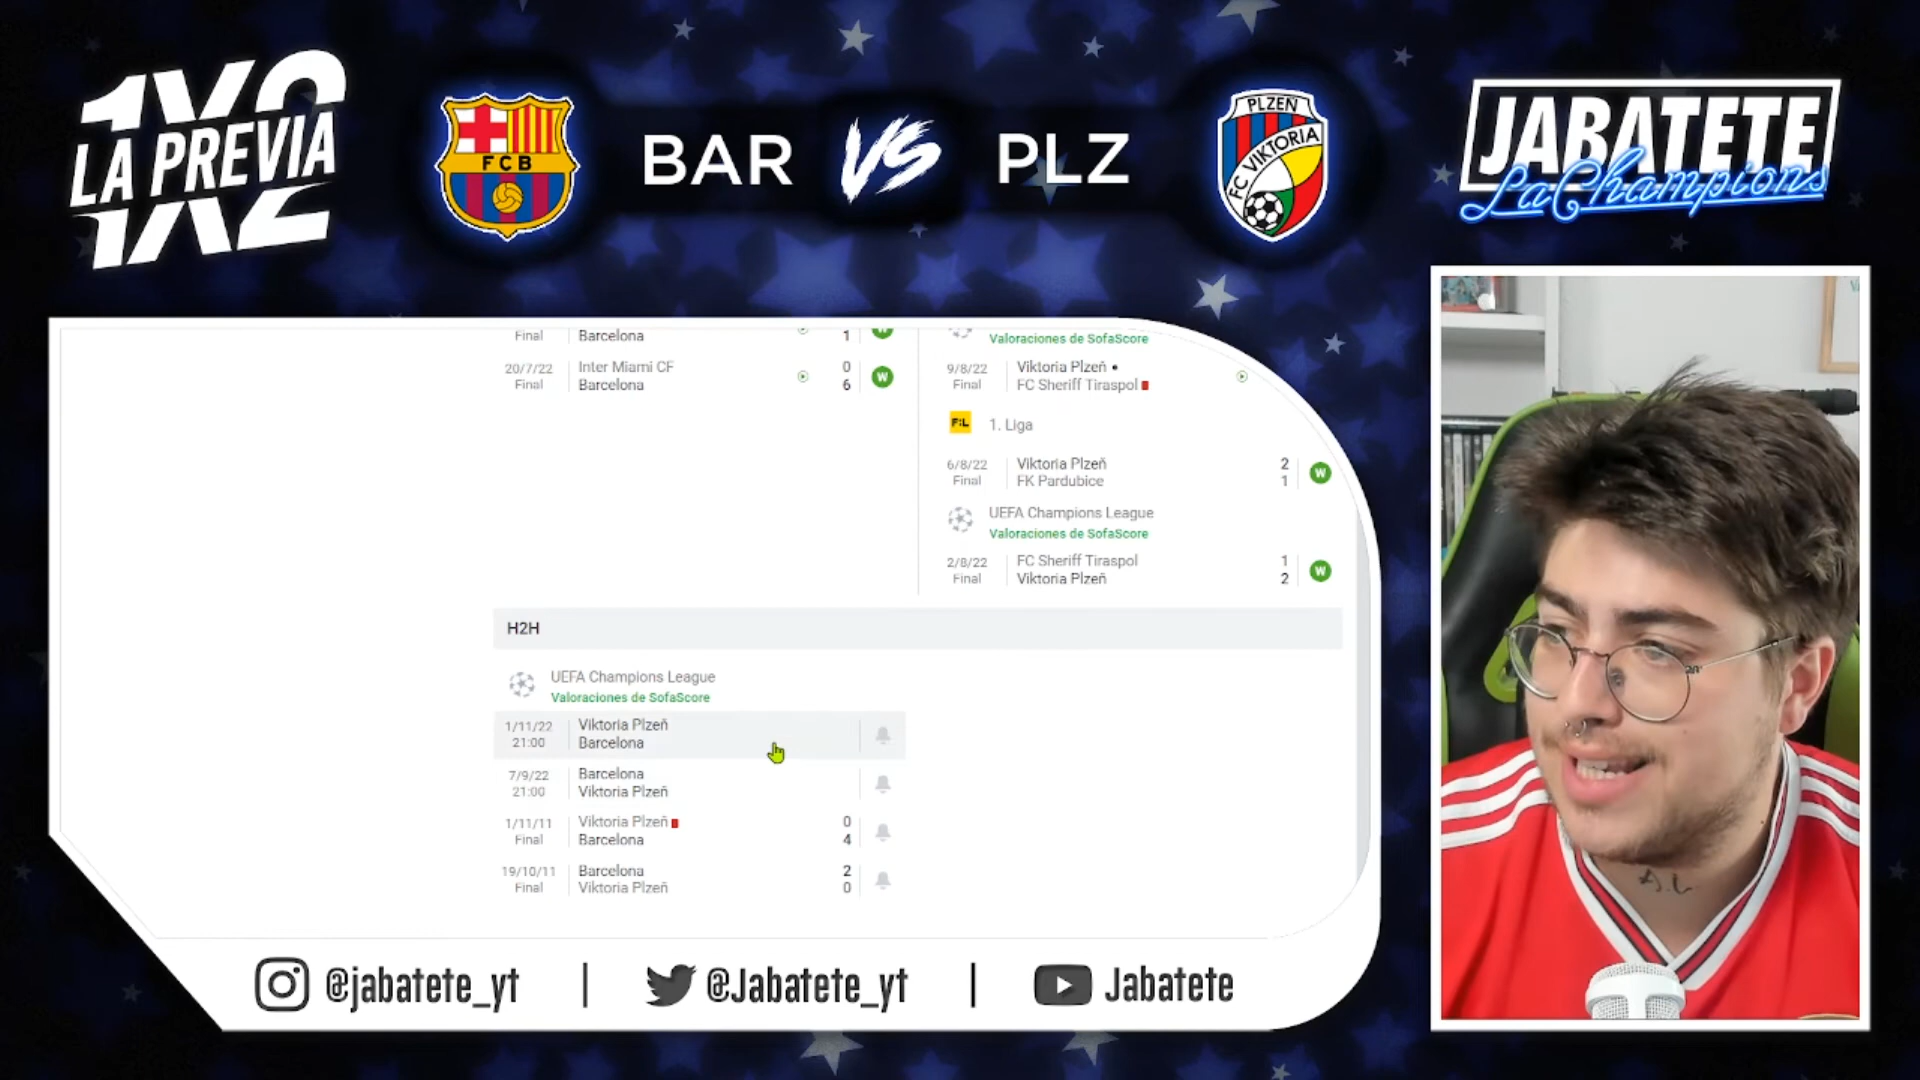 1X2
LA PREVIA
FCB
BAR VS PLZ
PLZEŇ
FC VIKTORIA
JABATETE
LaChampions
Final Barcelona 1 W
20/7/22 Inter Miami CF 0
Final Barcelona 6 W
Valoraciones de SofaScore
9/8/22 Viktoria Plzeň
Final FC Sheriff Tiraspol
F:L 1. Liga
6/8/22 Viktoria Plzeň 2
Final FK Pardubice 1 W
UEFA Champions League
Valoraciones de SofaScore
2/8/22 FC Sheriff Tiraspol 1
Final Viktoria Plzeň 2 W
H2H
UEFA Champions League
Valoraciones de SofaScore
1/11/22 Viktoria Plzeň
21:00 Barcelona
7/9/22 Barcelona
21:00 Viktoria Plzeň
1/11/11 Viktoria Plzeň 0
Final Barcelona 4
19/10/11 Barcelona 2
Final Viktoria Plzeň 0
@jabatete_yt | @Jabatete_yt | Jabatete